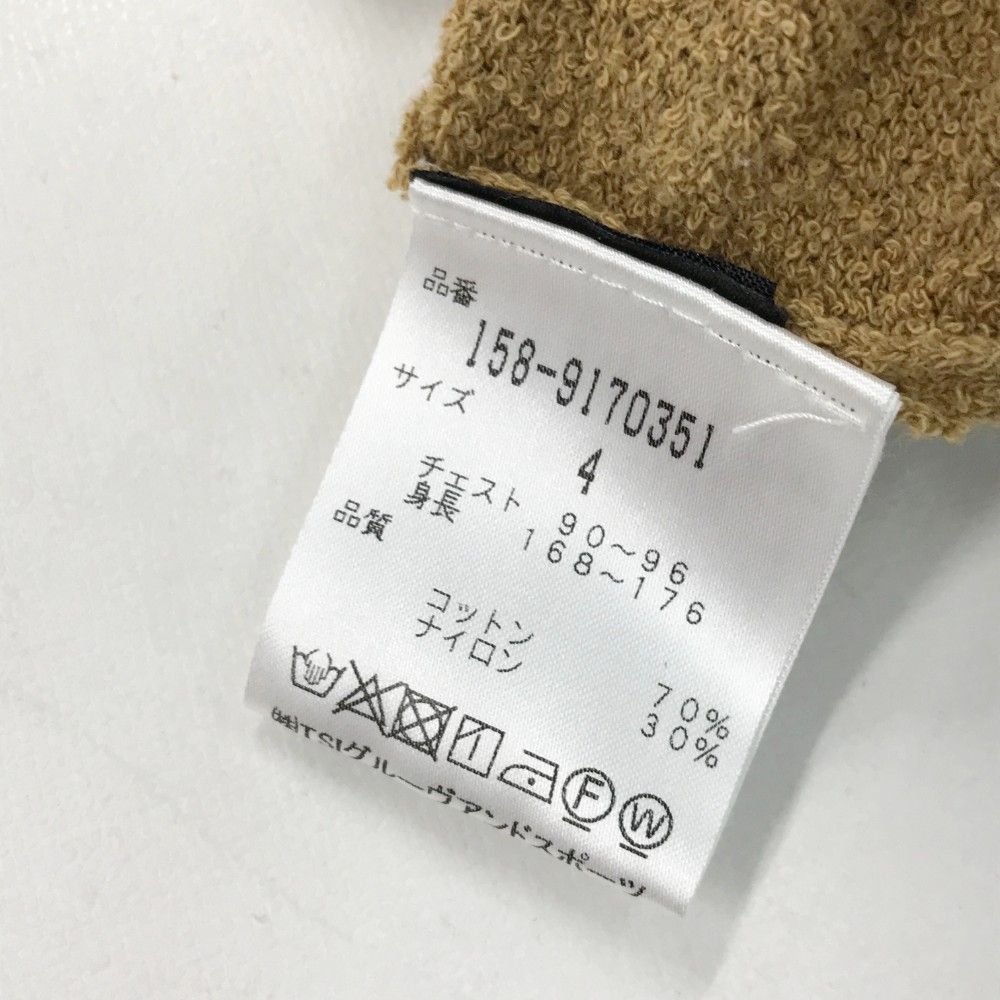 品番
158-9170351
サイズ
4
チェスト 90~96
身長 168~176
品質
コットン 70%
ナイロン 30%
F W
㈱TSIグルーヴアンドスポーツ